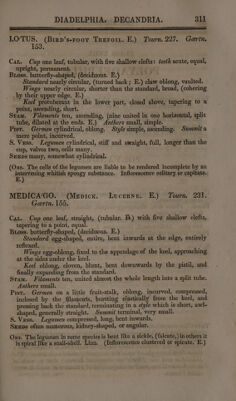 DIADELPHIA. DECANDRIA. 311
LOTUS. (BIRD'S-FOOT TREFOIL. E.) Tourn. 227. Gærtn.
153.
CAL. Cup one leaf, tubular, with five shallow clefts: teeth acute, equal,
upright, permanent.
BLOSS. butterfly-shaped, (deciduous. E.)
Standard nearly circular, (turned back; E.) claw oblong, vaulted.
Wings nearly circular, shorter than the standard, broad, (cohering
by their upper edge. E.)
Keel protuberant in the lower part, closed above, tapering to a
point, ascending, short.
STAM. Filaments ten, ascending, (nine united in one horizontal, split
tube, dilated at the ends. E.) Anthers small, simple.
PIST. Germen cylindrical, oblong. Style simple, ascending. Summit a
mere point, incurved.
S. VESS. Legumen cylindrical, stiff and straight, full, longer than the
cup, valves two, cells many.
SEEDS many, somewhat cylindrical.
(OBS. The cells of the legumen are liable to be rendered incomplete by an
intervening whitish spongy substance. Inflorescence solitary or capitate.
E.)
MEDICA'GO. (MEDICK. LUCERNE. E.) Tourn. 231.
Gærtn. 155.
CAL. Cup one leaf, straight, (tubular. E.) with five shallow clefts,
tapering to a point, equal.
BLOSS. butterfly-shaped, (deciduous. E.)
Standard egg-shaped, entire, bent inwards at the edge, entirely
reflexed.
Wings egg-oblong, fixed to the appendage of the keel, approaching
at the sides under the keel.
Keel oblong, cloven, blunt, bent downwards by the pistil, and
finally expanding from the standard.
STAM. Filaments ten, united almost the whole length into a split tube.
Anthers small.
PIST. Germen on a little fruit-stalk, oblong, incurved, compressed,
inclosed by the filaments, bursting elastically from the keel, and
pressing back the standard, terminating in a style which is short, awl-
shaped, generally straight. Summit terminal, very small.
S. VESS. Legumen compressed, long, bent inwards.
SEEDS often numerous, kidney-shaped, or angular.
OBS. The legumen in some species is bent like a sickle, (falcate,) in others it
is spiral like a snail-shell. Linn. (Inflorescence clustered or spicate. E.)